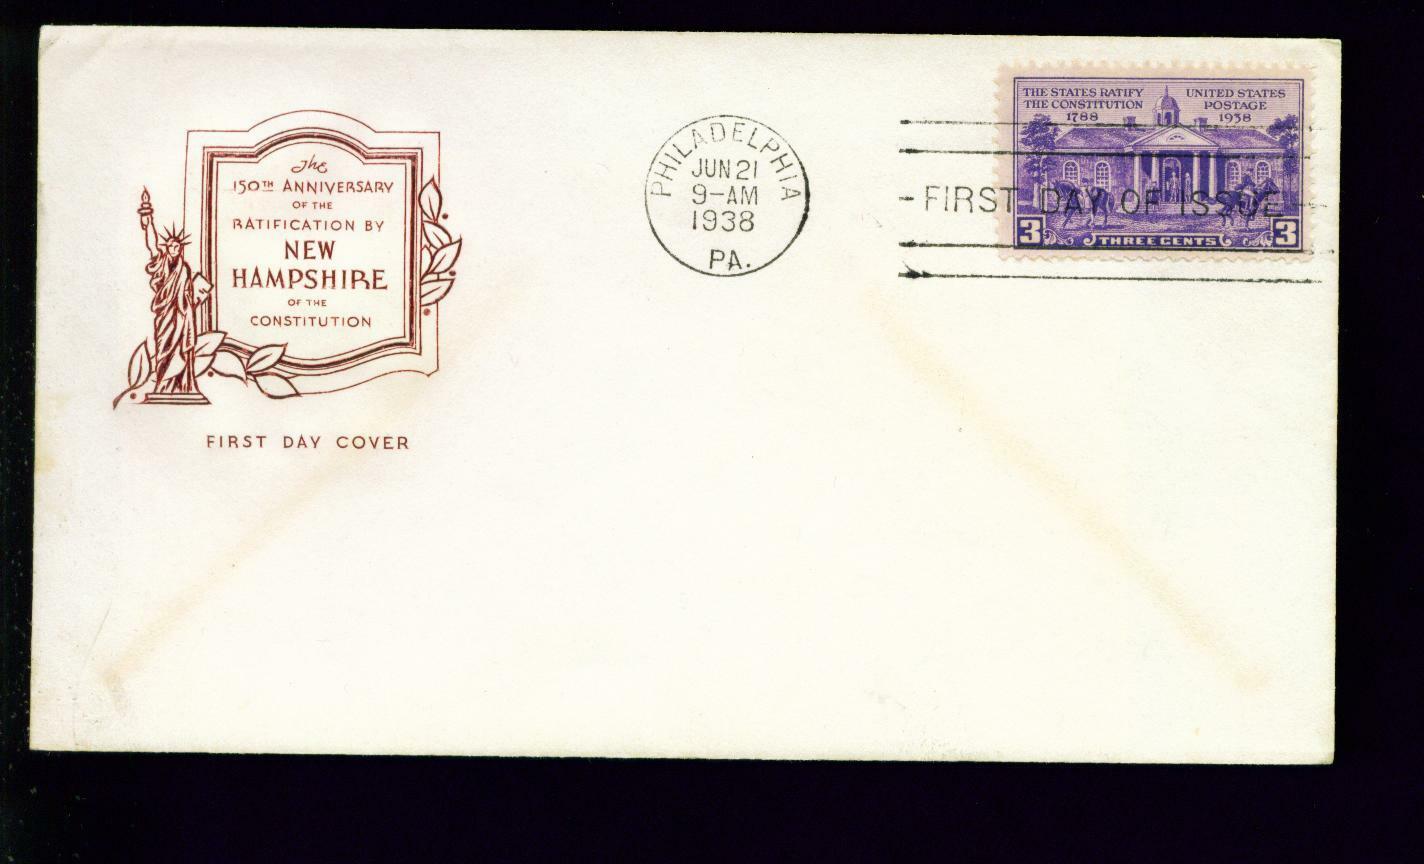 The
150TH ANNIVERSARY
OF THE
RATIFICATION BY
NEW
HAMPSHIRE
OF THE
CONSTITUTION
FIRST DAY COVER
PHILADELPHIA
JUN 21
9-AM
1938
PA.
THE STATES RATIFY
THE CONSTITUTION
1788
UNITED STATES
POSTAGE
1938
FIRST DAY OF ISSUE
3 THREE CENTS 3